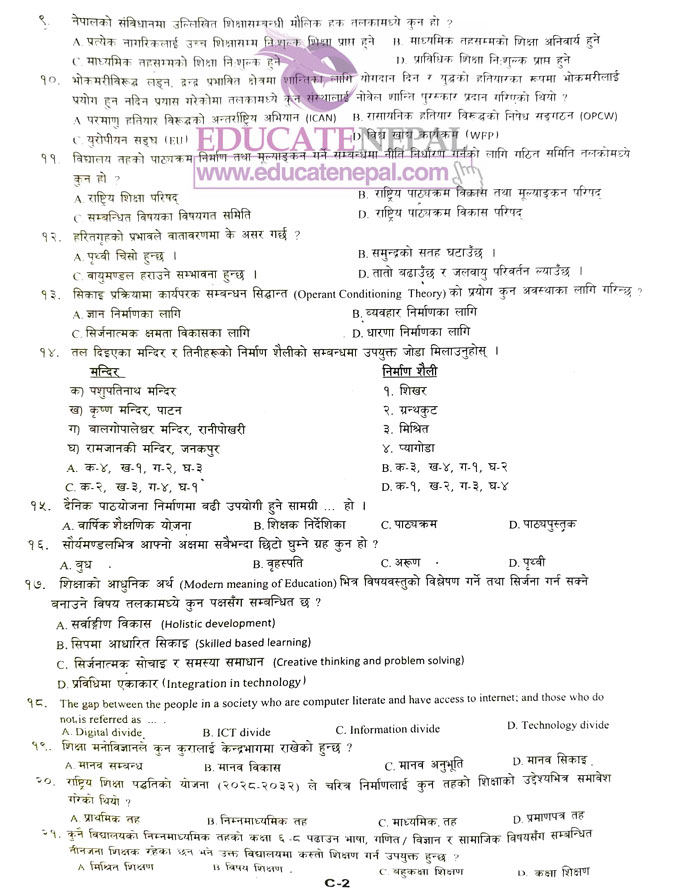 ९. नेपालको संविधानमा उल्लिखित शिक्षासम्बन्धी मौलिक हक तलकामध्ये कुन हो ?
A. प्रत्येक नागरिकलाई उच्च शिक्षासम्म नि:शुल्क शिक्षा प्राप्त हुने B. माध्यमिक तहसम्मको शिक्षा अनिवार्य हुने
C. माध्यमिक तहसम्मको शिक्षा नि:शुल्क हुने D. प्राविधिक शिक्षा नि:शुल्क प्राप्त हुने
१०. भोकमरीविरूद्ध लड्न, द्वन्द्व प्रभावित क्षेत्रमा शान्तिका लागि योगदान दिन र युद्धको हतियारका रूपमा भोकमरीलाई
प्रयोग हुन नदिन प्रयास गरेकोमा तलकामध्ये कुन संस्थालाई नोवेल शान्ति पुरस्कार प्रदान गरिएको थियो ?
A परमाणु हतियार विरूद्धको अन्तर्राष्ट्रिय अभियान (ICAN) B. रासायनिक हतियार विरूद्धको निषेध सङगठन (OPCW)
C युरोपीयन सङ्घ (EU) D. विश्व खाद्य कार्यक्रम (WFP)
EDUCATENEPAL
www.educatenepal.com
११. विद्यालय तहको पाठ्यक्रम निर्माण तथा मूल्याङ्कन गर्ने सम्बन्धमा नीति निर्धारण गर्नको लागि गठित समिति तलकोमध्ये
कुन हो ?
A. राष्ट्रिय शिक्षा परिषद् B. राष्ट्रिय पाठ्यक्रम विकास तथा मूल्याङ्कन परिषद्
C सम्बन्धित विषयका विषयगत समिति D. राष्ट्रिय पाठ्यक्रम विकास परिषद्
१२. हरितगृहको प्रभावले वातावरणमा के असर गर्छ ?
A. पृथ्वी चिसो हुन्छ । B. समुन्द्रको सतह घटाउँछ ।
C. वायुमण्डल हराउने सम्भावना हुन्छ । D. तातो बढाउँछ र जलवायु परिवर्तन ल्याउँछ ।
१३. सिकाइ प्रक्रियामा कार्यपरक सम्बन्धन सिद्धान्त (Operant Conditioning Theory) को प्रयोग कुन अवस्थाका लागि गरिन्छ ?
A. ज्ञान निर्माणका लागि B. व्यवहार निर्माणका लागि
C. सिर्जनात्मक क्षमता विकासका लागि D. धारणा निर्माणका लागि
१४. तल दिइएका मन्दिर र तिनीहरूको निर्माण शैलीको सम्बन्धमा उपयुक्त जोडा मिलाउनुहोस् ।
मन्दिर निर्माण शैली
क) पशुपतिनाथ मन्दिर १. शिखर
ख) कृष्ण मन्दिर, पाटन २. ग्रन्थकुट
ग) बालगोपालेश्वर मन्दिर, रानीपोखरी ३. मिश्रित
घ) रामजानकी मन्दिर, जनकपुर ४. प्यागोडा
A. क-४, ख-१, ग-२, घ-३ B. क-३, ख-४, ग-१, घ-२
C. क-२, ख-३, ग-४, घ-१ D. क-१, ख-२, ग-३, घ-४
१५. दैनिक पाठयोजना निर्माणमा बढी उपयोगी हुने सामग्री ... हो ।
A. वार्षिक शैक्षणिक योजना B. शिक्षक निर्देशिका C. पाठ्यक्रम D. पाठ्यपुस्तक
१६. सौर्यमण्डलभित्र आफ्नो अक्षमा सबैभन्दा छिटो घुम्ने ग्रह कुन हो ?
A. बुध B. वृहस्पति C. अरूण D. पृथ्वी
१७. शिक्षाको आधुनिक अर्थ (Modern meaning of Education) भित्र विषयवस्तुको विश्लेषण गर्ने तथा सिर्जना गर्न सक्ने
बनाउने विषय तलकामध्ये कुन पक्षसँग सम्बन्धित छ ?
A. सर्वाङ्गीण विकास (Holistic development)
B. सिपमा आधारित सिकाइ (Skilled based learning)
C. सिर्जनात्मक सोचाइ र समस्या समाधान (Creative thinking and problem solving)
D. प्रविधिमा एकाकार (Integration in technology)
१८. The gap between the people in a society who are computer literate and have access to internet; and those who do
not is referred as ... .
A. Digital divide B. ICT divide C. Information divide D. Technology divide
१९. शिक्षा मनोविज्ञानले कुन कुरालाई केन्द्रभागमा राखेको हुन्छ ?
A. मानव सम्बन्ध B. मानव विकास C. मानव अनुभूति D. मानव सिकाइ
२०. राष्ट्रिय शिक्षा पद्धतिको योजना (२०२८-२०३२) ले चरित्र निर्माणलाई कुन तहको शिक्षाको उद्देश्यभित्र समावेश
गरेको थियो ?
A. प्राथमिक तह B. निम्नमाध्यमिक तह C. माध्यमिक तह D. प्रमाणपत्र तह
२१. कुनै विद्यालयको निम्नमाध्यमिक तहको कक्षा ६-८ पढाउन भाषा, गणित / विज्ञान र सामाजिक विषयसँग सम्बन्धित
तीनजना शिक्षक रहेका छन् भने उक्त विद्यालयमा कस्तो शिक्षण गर्न उपयुक्त हुन्छ ?
A मिश्रित शिक्षण B विषय शिक्षण C. बहुकक्षा शिक्षण D. कक्षा शिक्षण
C-2